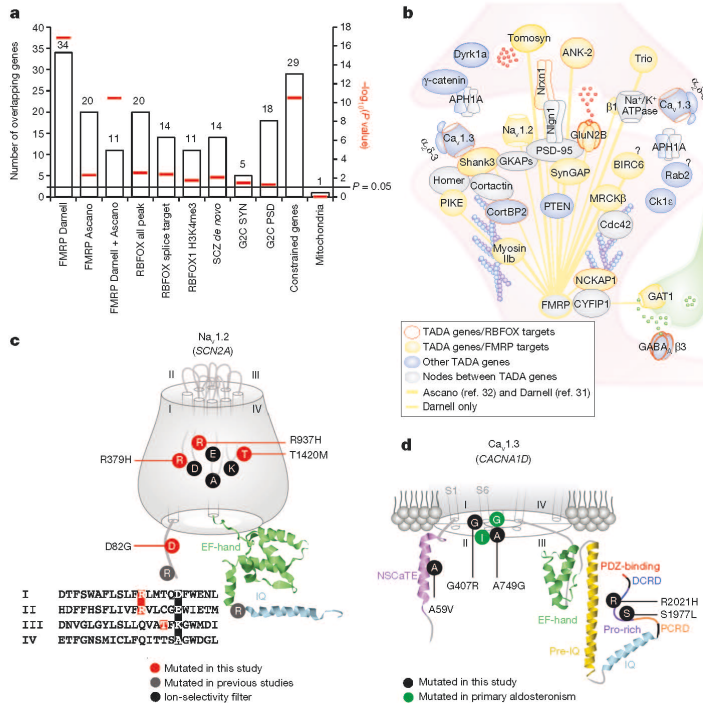 a
Number of overlapping genes
40
35
30
25
20
15
10
5
0
34
20
11
20
14
11
14
5
18
29
1
18
16
14
12
10
8
6
4
2
0
–log10(P value)
P = 0.05
FMRP Darnell
FMRP Ascano
FMRP Darnell + Ascano
RBFOX all peak
RBFOX splice target
RBFOX1 H3K4me3
SCZ de novo
G2C SYN
G2C PSD
Constrained genes
Mitochondria
b
Tomosyn
Dyrk1a
ANK-2
Trio
γ-catenin
APH1A
Nrxn1
Nlgn1
β1
Na+/K+
ATPase
Cav1.3
α2δ-3
Nav1.2
GluN2B
APH1A
α2δ-3
Cav1.3
PSD-95
?
?
Shank3
GKAPs
SynGAP
BIRC6
Rab2
Homer
Cortactin
PIKE
CortBP2
PTEN
MRCKβ
Ck1ε
Cdc42
Myosin
IIb
NCKAP1
FMRP
CYFIP1
GAT1
GABAA β3
TADA genes/RBFOX targets
TADA genes/FMRP targets
Other TADA genes
Nodes between TADA genes
Ascano (ref. 32) and Darnell (ref. 31)
Darnell only
c
Nav1.2
(SCN2A)
II
III
I
IV
R937H
T1420M
R379H
R
E
T
R
D
K
A
D82G
D
R
EF-hand
R
IQ
I DTFSWAFLSLFRLMTQDFWENL
II HDFFHSFLIVFRVLCGEWIETM
III DNVGLGYLSLLQVATFKGWMDI
IV ETFGNSMICLFQITTSAGWDGL
Mutated in this study
Mutated in previous studies
Ion-selectivity filter
d
Cav1.3
(CACNA1D)
S1
S6
I
IV
G
G
II
I
A
III
NSCaTE
A
G407R
A749G
A59V
EF-hand
PDZ-binding
DCRD
R
R2021H
S
S1977L
Pro-rich
PCRD
Pre-IQ
IQ
Mutated in this study
Mutated in primary aldosteronism